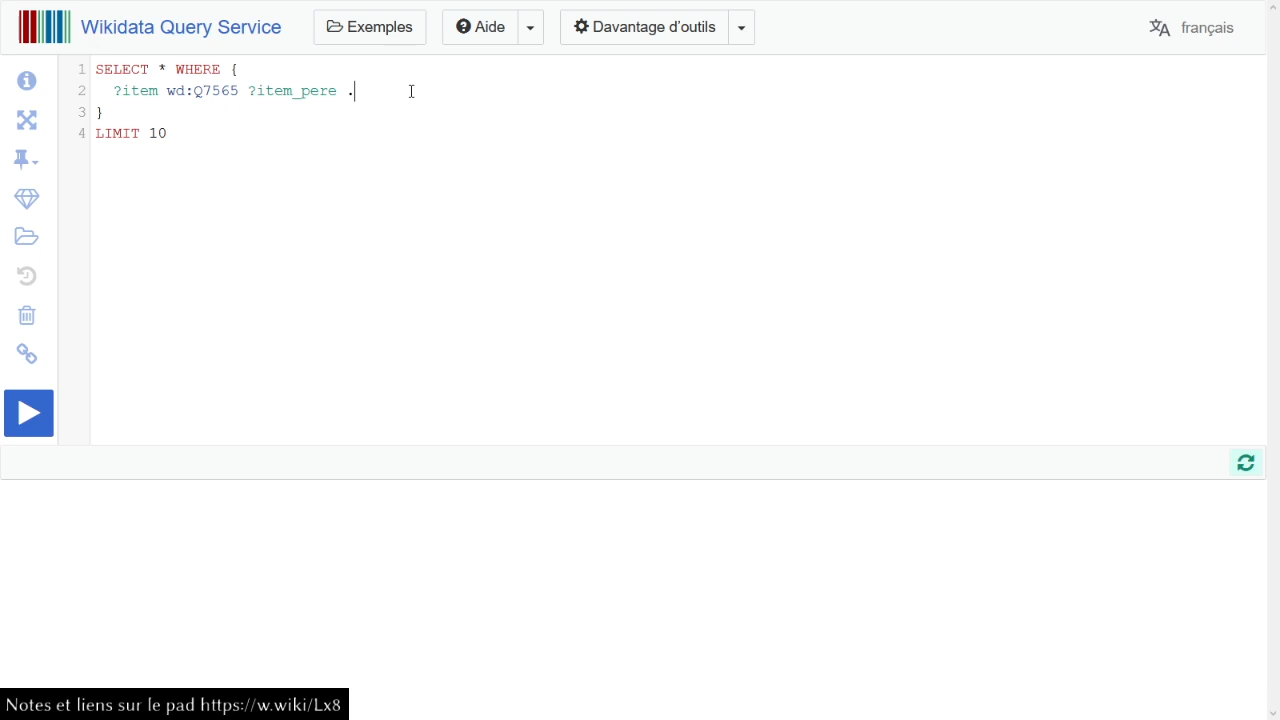 Wikidata Query Service
Exemples
Aide
Davantage d'outils
français
1 SELECT * WHERE {
2 ?item wd:Q7565 ?item_pere .
3 }
4 LIMIT 10
Notes et liens sur le pad https://w.wiki/Lx8